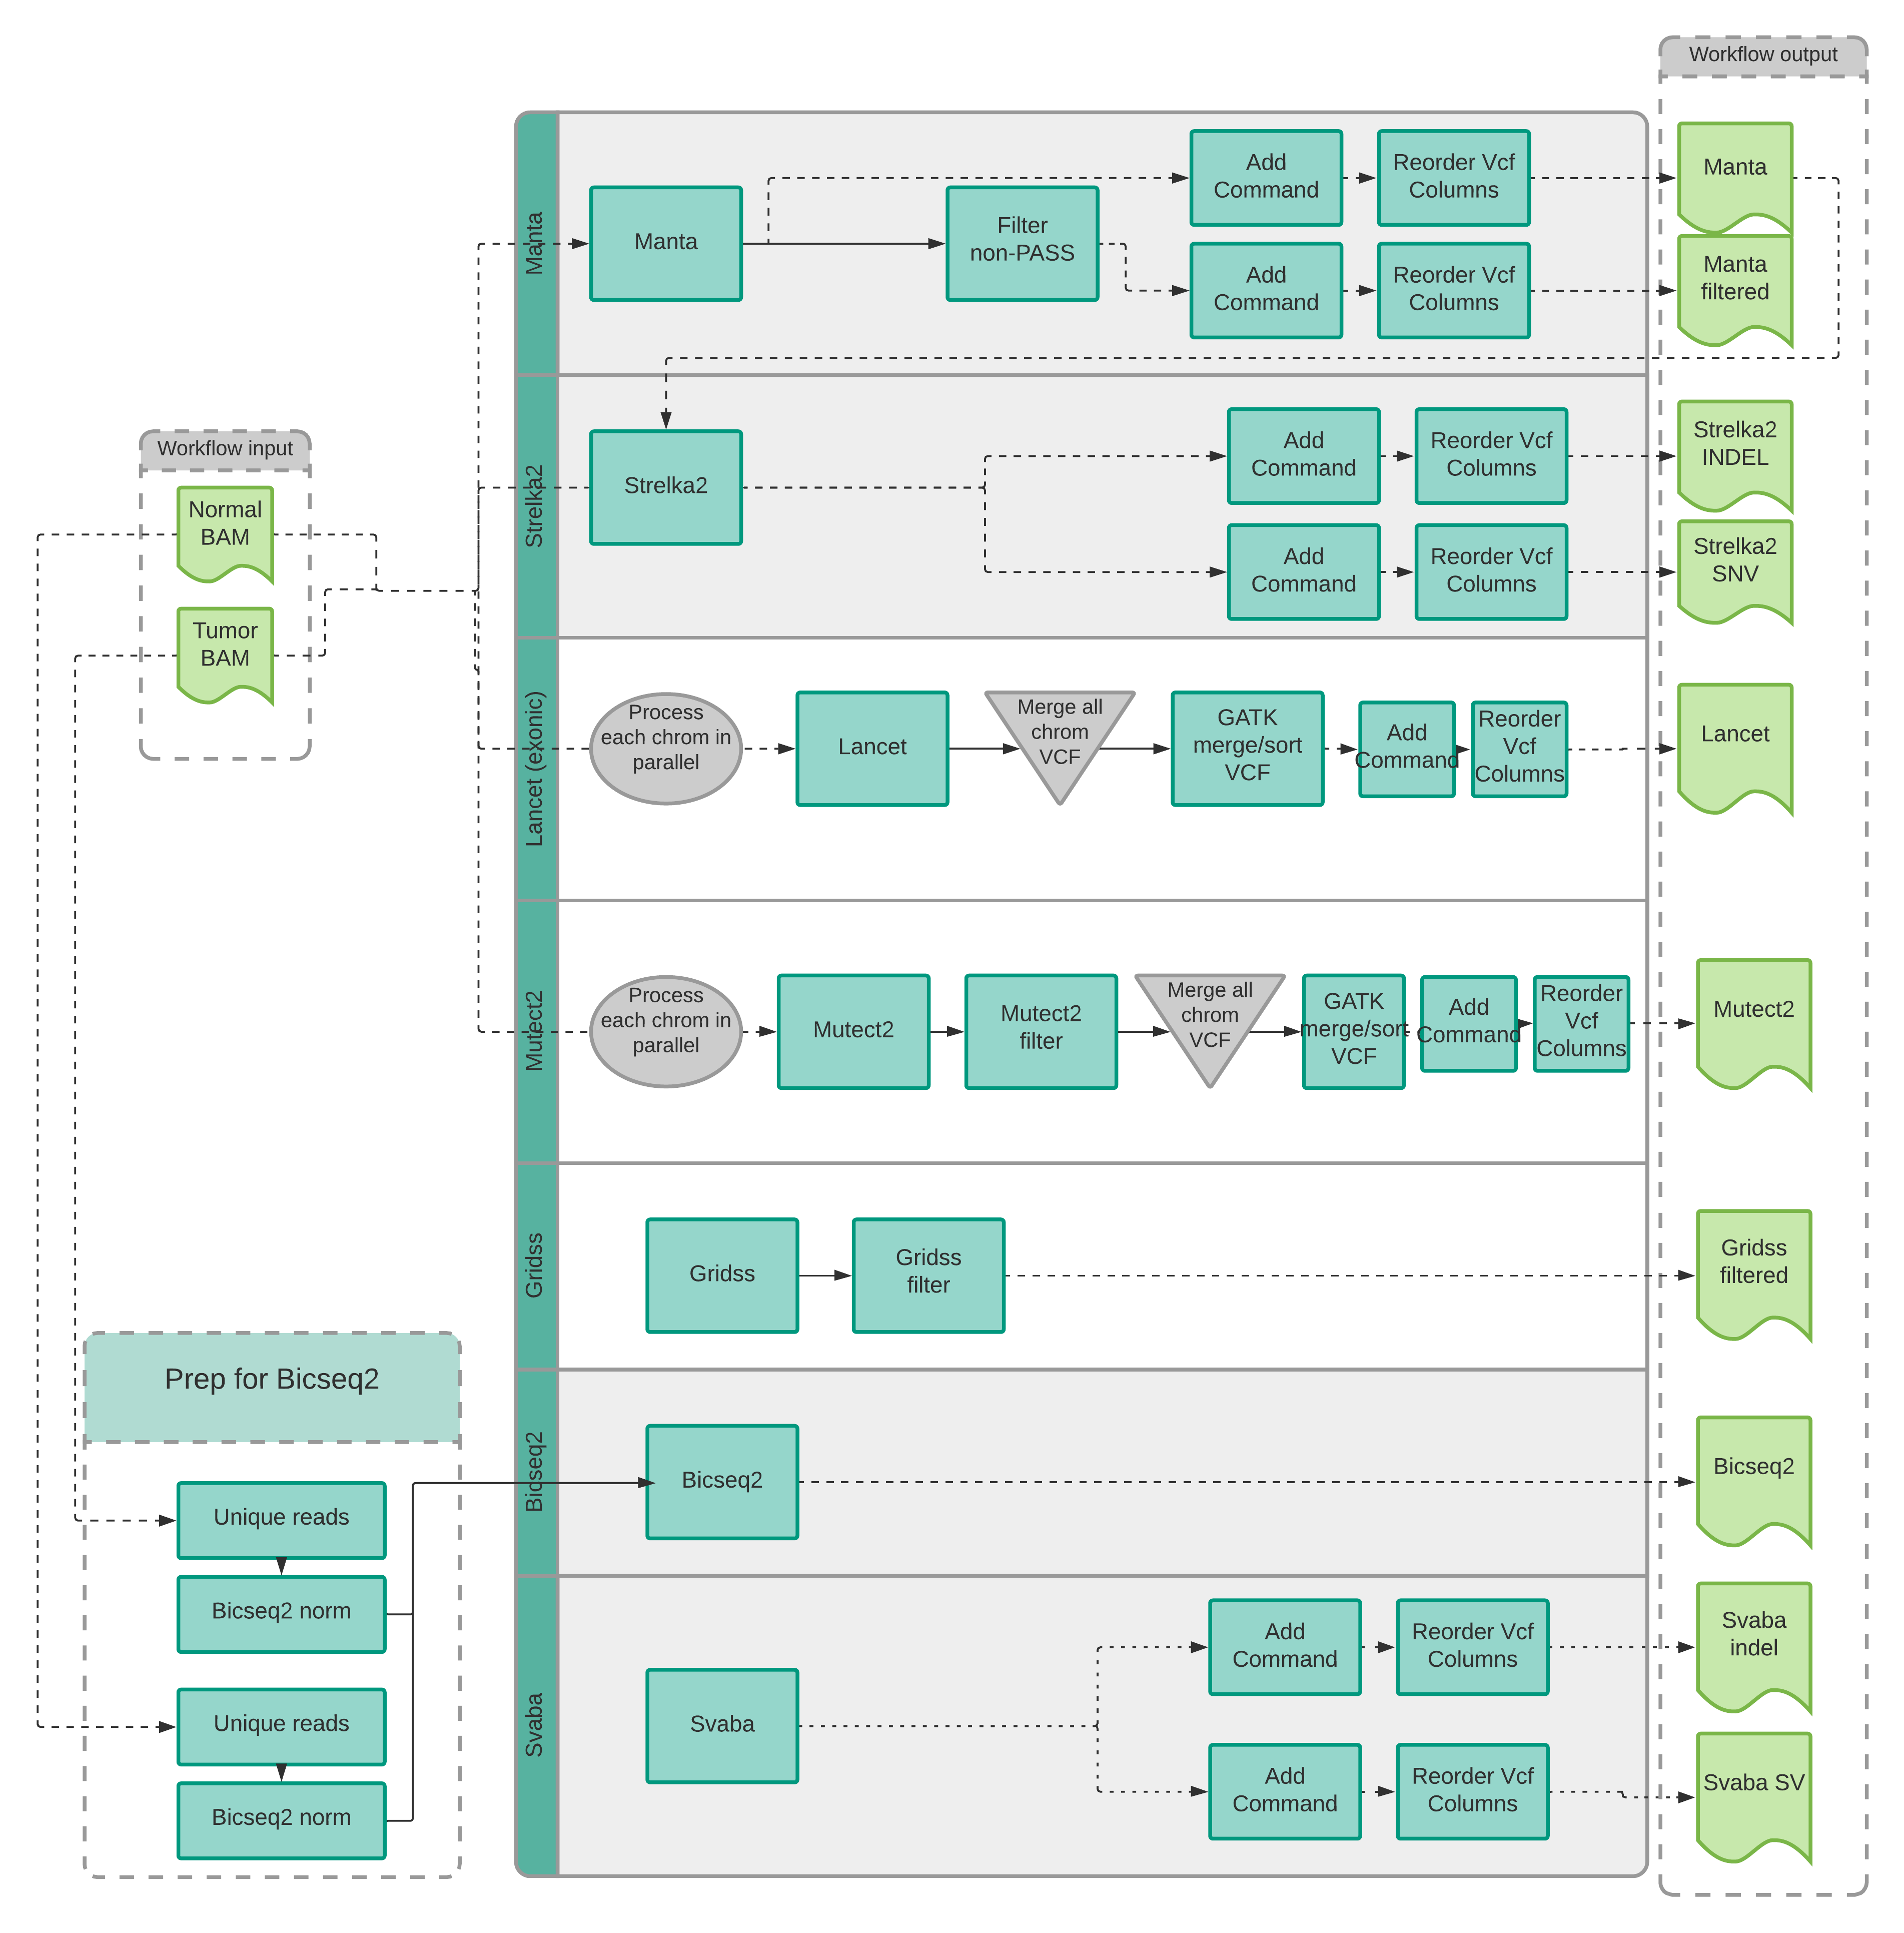 Workflow output
Manta
Manta
Filter
non-PASS
Add
Command
Reorder Vcf
Columns
Add
Command
Reorder Vcf
Columns
Manta
Manta
filtered
Workflow input
Normal
BAM
Tumor
BAM
Strelka2
Strelka2
Add
Command
Reorder Vcf
Columns
Add
Command
Reorder Vcf
Columns
Strelka2
INDEL
Strelka2
SNV
Lancet (exonic)
Process
each chrom in
parallel
Lancet
Merge all
chrom
VCF
GATK
merge/sort
VCF
Add
Command
Reorder
Vcf
Columns
Lancet
Mutect2
Process
each chrom in
parallel
Mutect2
Mutect2
filter
Merge all
chrom
VCF
GATK
merge/sort
VCF
Add
Command
Reorder
Vcf
Columns
Mutect2
Gridss
Gridss
Gridss
filter
Gridss
filtered
Prep for Bicseq2
Unique reads
Bicseq2 norm
Unique reads
Bicseq2 norm
Bicseq2
Bicseq2
Bicseq2
Svaba
Svaba
Add
Command
Reorder Vcf
Columns
Add
Command
Reorder Vcf
Columns
Svaba
indel
Svaba SV